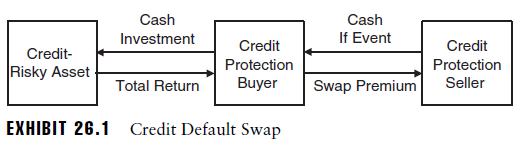 Credit-
Risky Asset
Cash
Investment
Total Return
Credit
Protection
Buyer
Cash
If Event
Swap Premium
Credit
Protection
Seller
EXHIBIT 26.1 Credit Default Swap